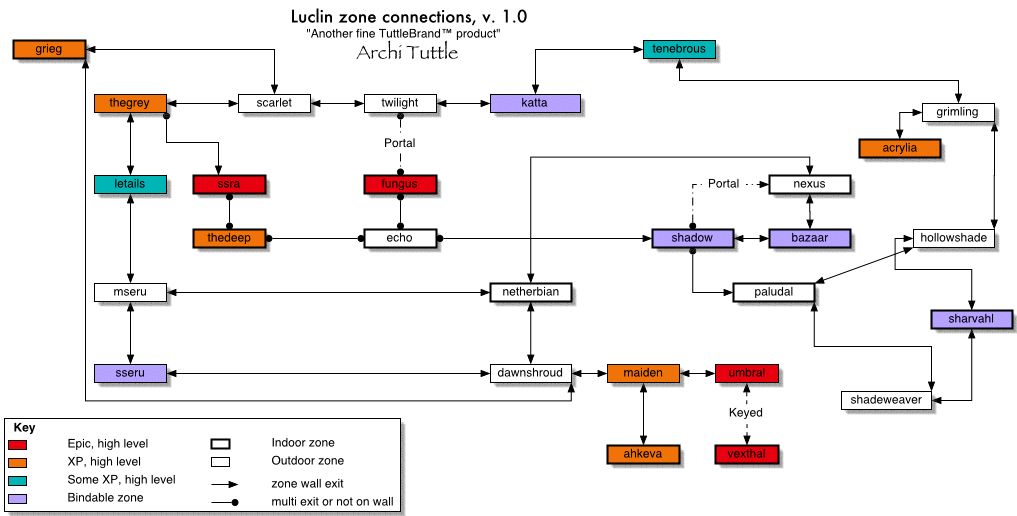 Luclin zone connections, v. 1.0
"Another fine TuttleBrand™ product"
Archi Tuttle
grieg
tenebrous
thegrey
scarlet
twilight
katta
grimling
Portal
acrylia
letails
ssra
fungus
Portal
nexus
thedeep
echo
shadow
bazaar
hollowshade
mseru
netherbian
paludal
sharvahl
sseru
dawnshroud
maiden
umbral
shadeweaver
Keyed
ahkeva
vexthal
Key
Epic, high level
XP, high level
Some XP, high level
Bindable zone
Indoor zone
Outdoor zone
zone wall exit
multi exit or not on wall